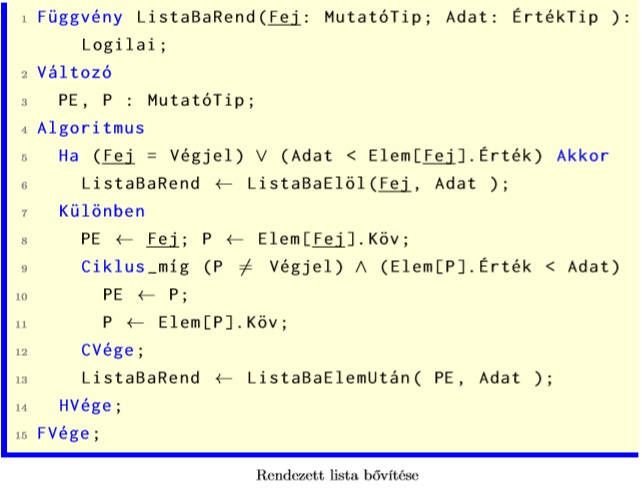 1 Függvény ListaBaRend(Fej: MutatóTip; Adat: ÉrtékTip ):
Logilai;
2 Változó
3 PE, P : MutatóTip;
4 Algoritmus
5 Ha (Fej = Végjel) ∨ (Adat < Elem[Fej].Érték) Akkor
6 ListaBaRend ← ListaBaElöl(Fej, Adat );
7 Különben
8 PE ← Fej; P ← Elem[Fej].Köv;
9 Ciklus_míg (P ≠ Végjel) ∧ (Elem[P].Érték < Adat)
10 PE ← P;
11 P ← Elem[P].Köv;
12 CVége;
13 ListaBaRend ← ListaBaElemUtán( PE, Adat );
14 HVége;
15 FVége;
Rendezett lista bővítése